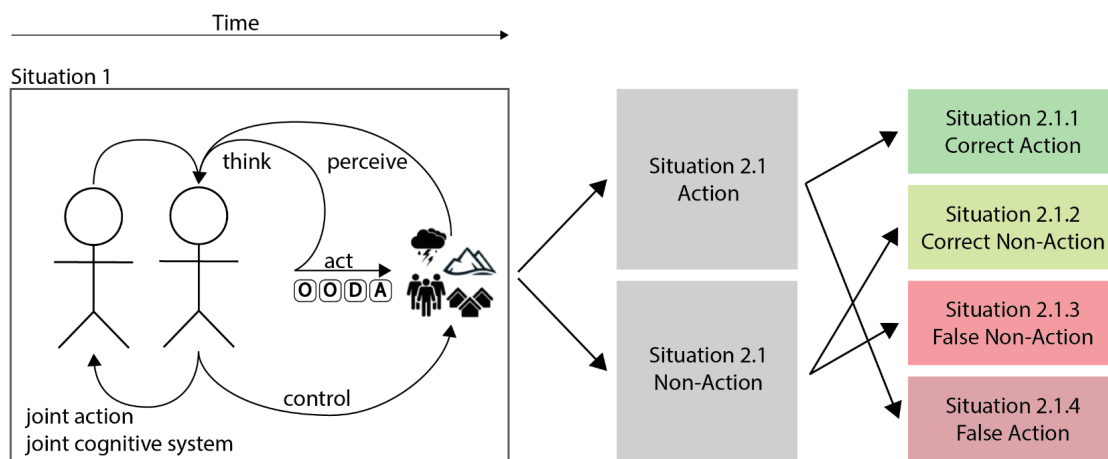 Time
Situation 1
think
perceive
act
O O D A
control
joint action
joint cognitive system
Situation 2.1
Action
Situation 2.1
Non-Action
Situation 2.1.1
Correct Action
Situation 2.1.2
Correct Non-Action
Situation 2.1.3
False Non-Action
Situation 2.1.4
False Action